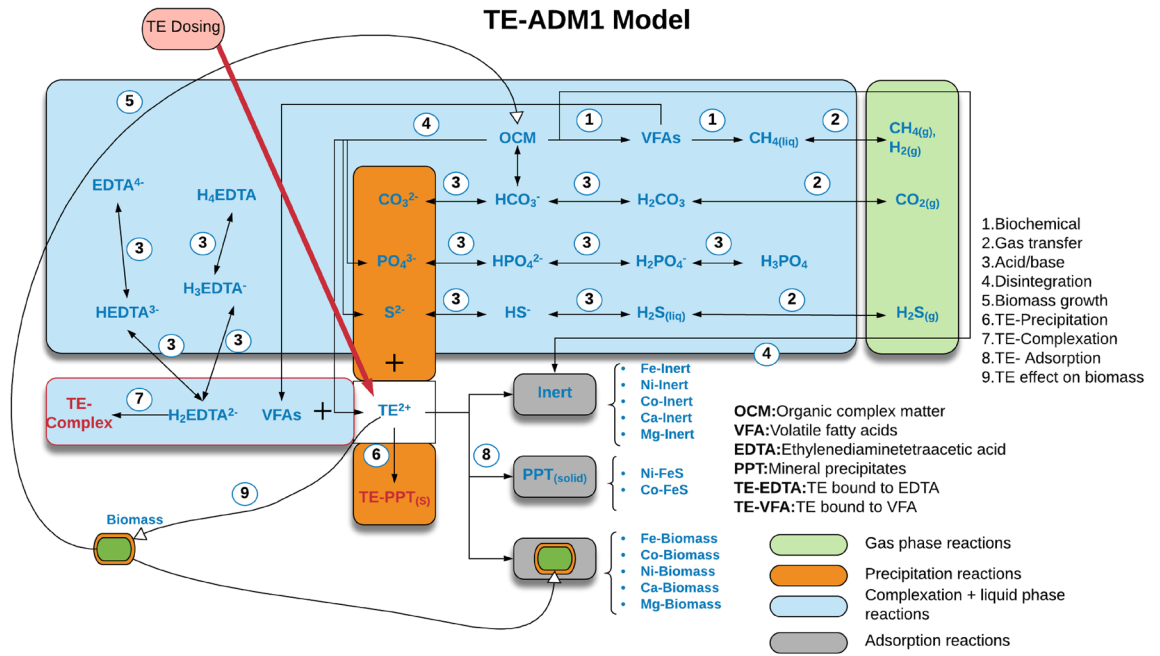 TE-ADM1 Model
TE Dosing
5
4
OCM
1
VFAs
1
CH₄(liq)
2
CH₄(g),
H₂(g)
EDTA⁴⁻
H₄EDTA
CO₃²⁻
3
HCO₃⁻
3
H₂CO₃
2
CO₂(g)
3
3
PO₄³⁻
3
HPO₄²⁻
3
H₂PO₄⁻
3
H₃PO₄
H₃EDTA⁻
HEDTA³⁻
S²⁻
3
HS⁻
3
H₂S(liq)
2
H₂S(g)
3
3
+
4
1.Biochemical
2.Gas transfer
3.Acid/base
4.Disintegration
5.Biomass growth
6.TE-Precipitation
7.TE-Complexation
8.TE- Adsorption
9.TE effect on biomass
TE-
Complex
7
H₂EDTA²⁻
VFAs
+
TE²⁺
6
TE-PPT(S)
8
9
Biomass
Inert
• Fe-Inert
• Ni-Inert
• Co-Inert
• Ca-Inert
• Mg-Inert
PPT(solid)
• Ni-FeS
• Co-FeS
• Fe-Biomass
• Co-Biomass
• Ni-Biomass
• Ca-Biomass
• Mg-Biomass
OCM:Organic complex matter
VFA:Volatile fatty acids
EDTA:Ethylenediaminetetraacetic acid
PPT:Mineral precipitates
TE-EDTA:TE bound to EDTA
TE-VFA:TE bound to VFA
Gas phase reactions
Precipitation reactions
Complexation + liquid phase
reactions
Adsorption reactions